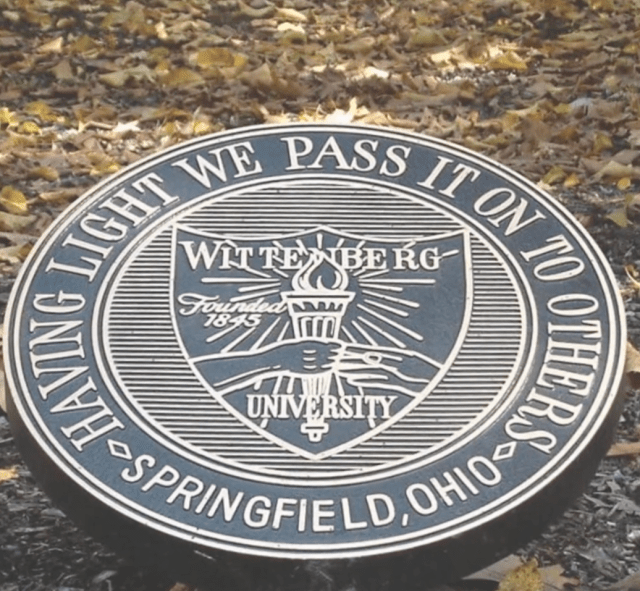 HAVING LIGHT WE PASS IT ON TO OTHERS
WITTENBERG
Founded
1845
UNIVERSITY
SPRINGFIELD, OHIO